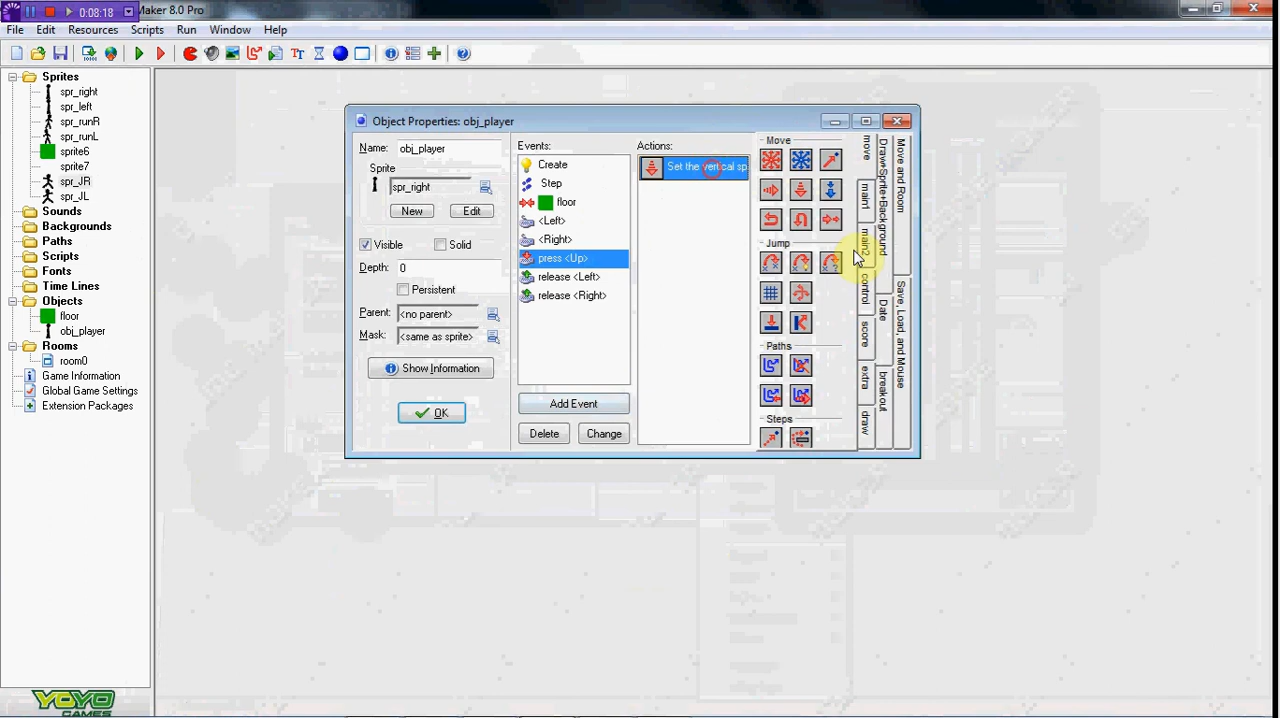 0:08:18
Maker 8.0 Pro
File Edit Resources Scripts Run Window Help
Sprites
spr_right
spr_left
spr_runR
spr_runL
sprite6
sprite7
spr_JR
spr_JL
Sounds
Backgrounds
Paths
Scripts
Fonts
Time Lines
Objects
floor
obj_player
Rooms
room0
Game Information
Global Game Settings
Extension Packages
Object Properties: obj_player
Name: obj_player
Sprite
spr_right
New Edit
Visible Solid
Depth: 0
Persistent
Parent: <no parent>
Mask: <same as sprite>
Show Information
OK
Events:
Create
Step
floor
<Left>
<Right>
press <Up>
release <Left>
release <Right>
Add Event
Delete Change
Actions:
Set the vertical sp
Move
Jump
Paths
Steps
move
main1
main2
control
score
extra
draw
Draw+Sprite+Background
Date
breakout
Move and Room
Save, Load, and Mouse
YOYO
GAMES